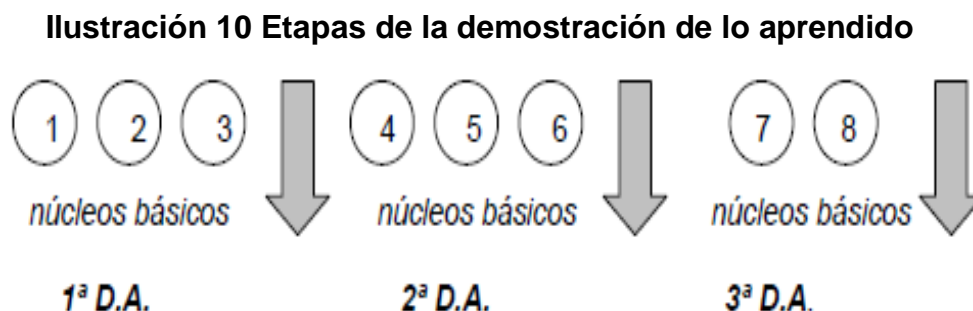 Ilustración 10 Etapas de la demostración de lo aprendido
1 2 3 4 5 6 7 8
núcleos básicos núcleos básicos núcleos básicos
1ª D.A. 2ª D.A. 3ª D.A.